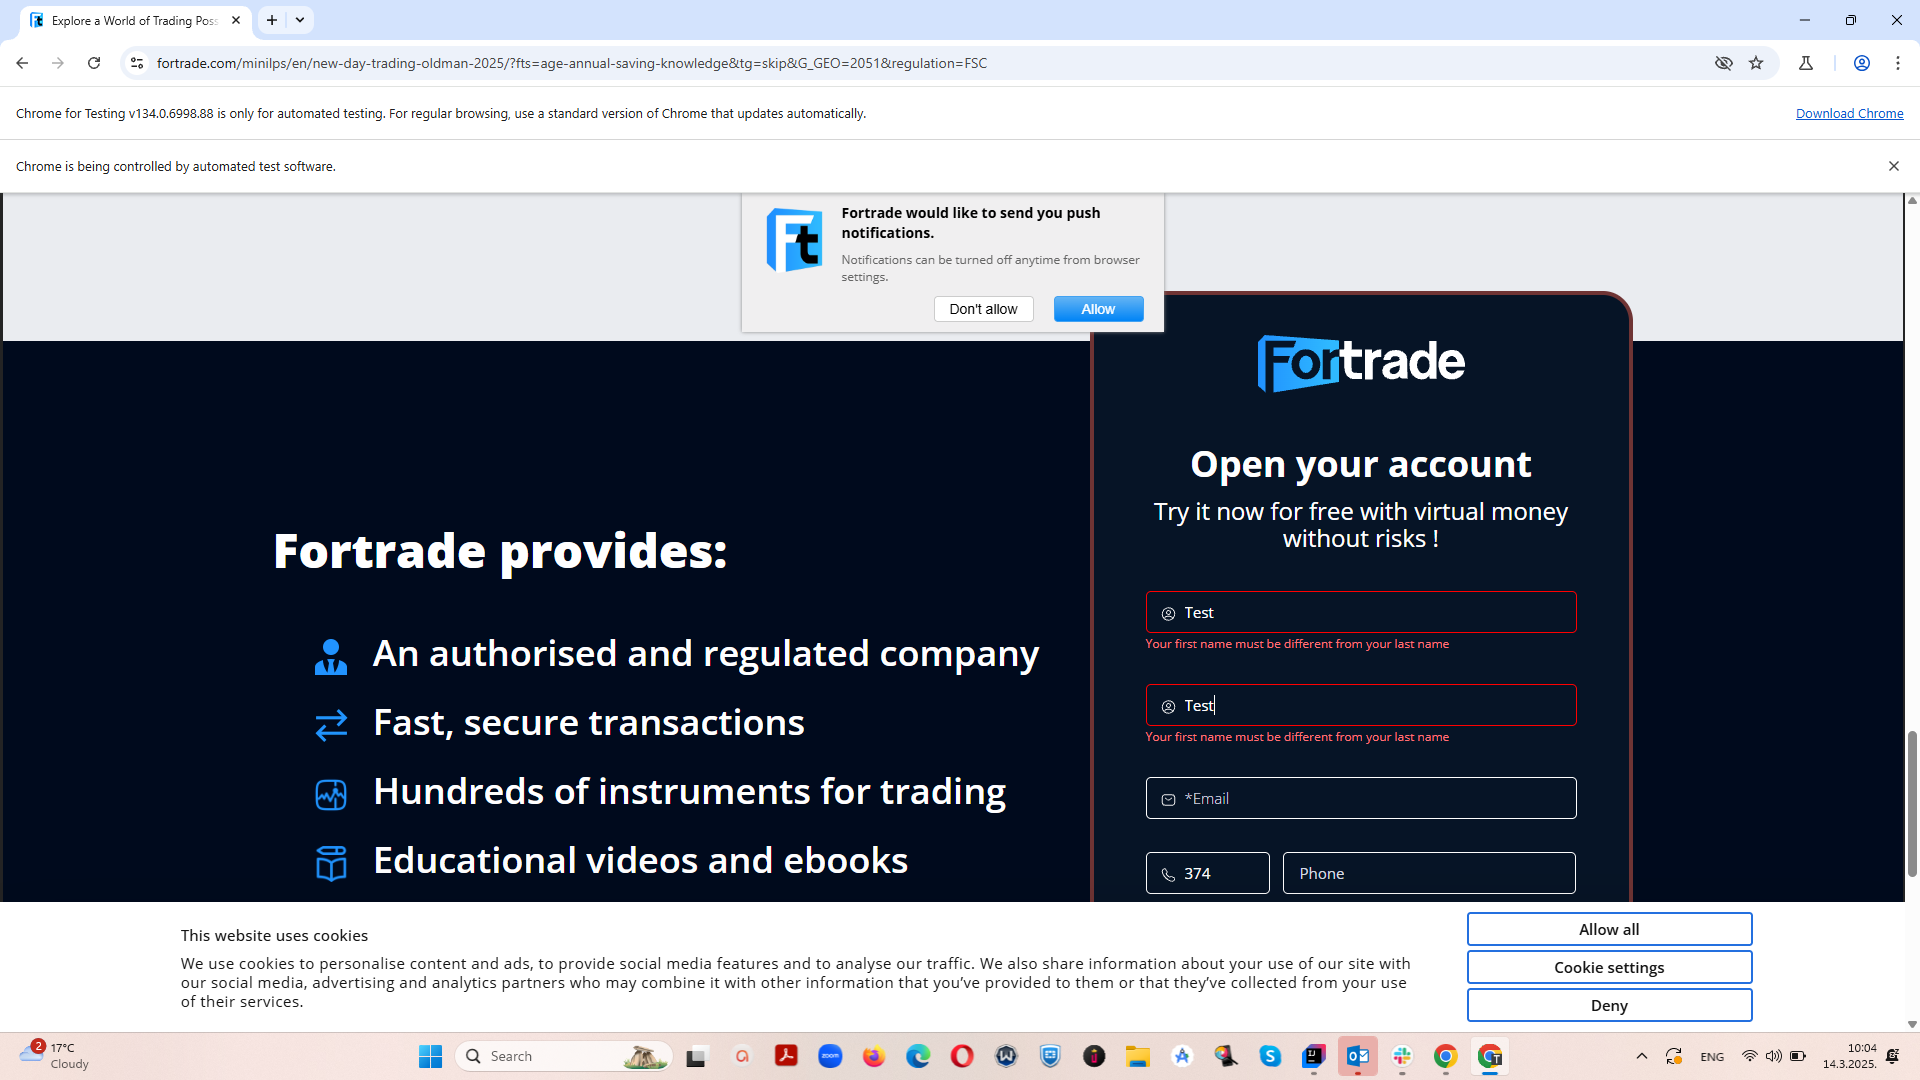 Explore a World of Trading Poss
fortrade.com/minilps/en/new-day-trading-oldman-2025/?fts=age-annual-saving-knowledge&tg=skip&G_GEO=2051&regulation=FSC
Chrome for Testing v134.0.6998.88 is only for automated testing. For regular browsing, use a standard version of Chrome that updates automatically.
Download Chrome
Chrome is being controlled by automated test software.
Ft
Fortrade would like to send you push
notifications.
Notifications can be turned off anytime from browser
settings.
Don't allow
Allow
Fortrade
Open your account
Try it now for free with virtual money
without risks !
Fortrade provides:
An authorised and regulated company
Fast, secure transactions
Hundreds of instruments for trading
Educational videos and ebooks
Test
Your first name must be different from your last name
Test
Your first name must be different from your last name
*Email
374
Phone
This website uses cookies
We use cookies to personalise content and ads, to provide social media features and to analyse our traffic. We also share information about your use of our site with
our social media, advertising and analytics partners who may combine it with other information that you've provided to them or that they've collected from your use
of their services.
Allow all
Cookie settings
Deny
2
17°C
Cloudy
Search
zoom
ENG
10:04
14.3.2025.